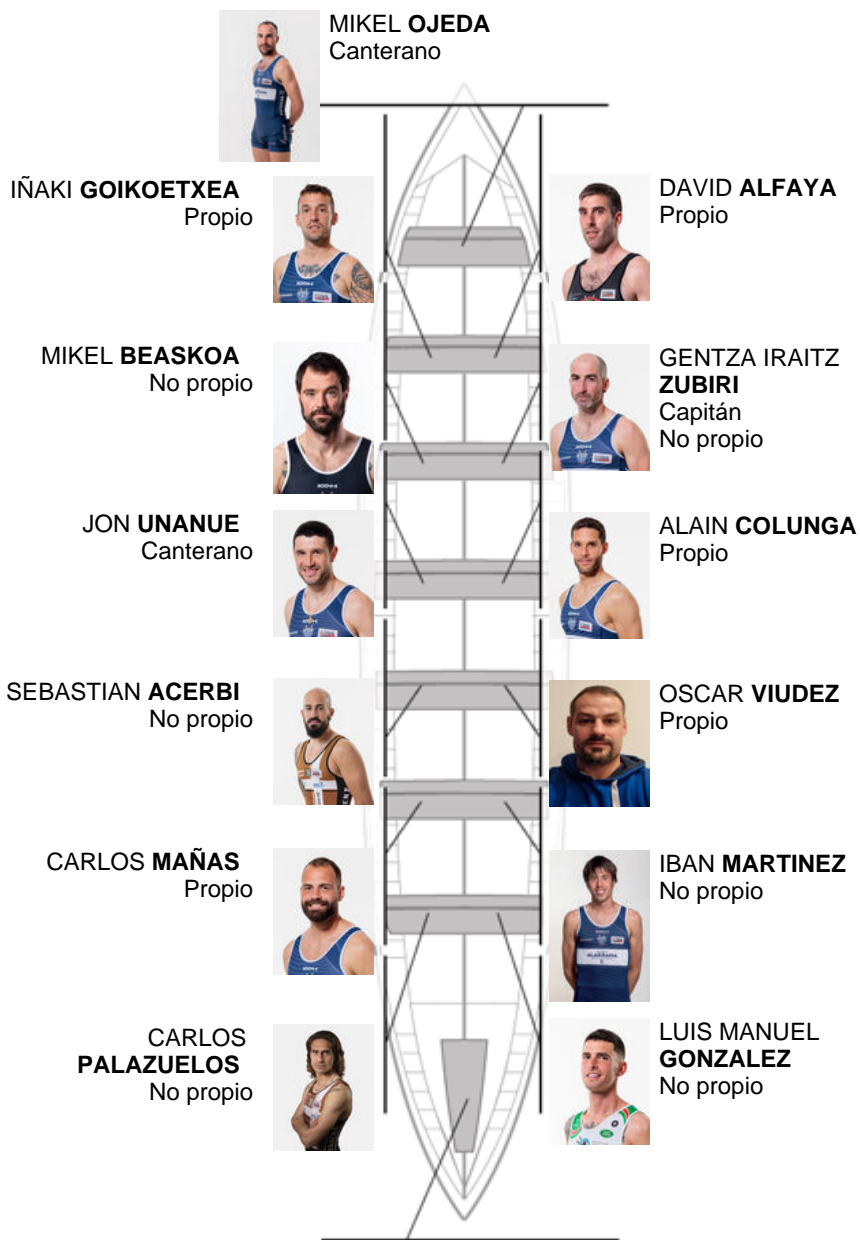 MIKEL OJEDA
Canterano
IÑAKI GOIKOETXEA
Propio
DAVID ALFAYA
Propio
MIKEL BEASKOA
No propio
GENTZA IRAITZ
ZUBIRI
Capitán
No propio
JON UNANUE
Canterano
ALAIN COLUNGA
Propio
SEBASTIAN ACERBI
No propio
OSCAR VIUDEZ
Propio
CARLOS MAÑAS
Propio
IBAN MARTINEZ
No propio
CARLOS
PALAZUELOS
No propio
LUIS MANUEL
GONZALEZ
No propio